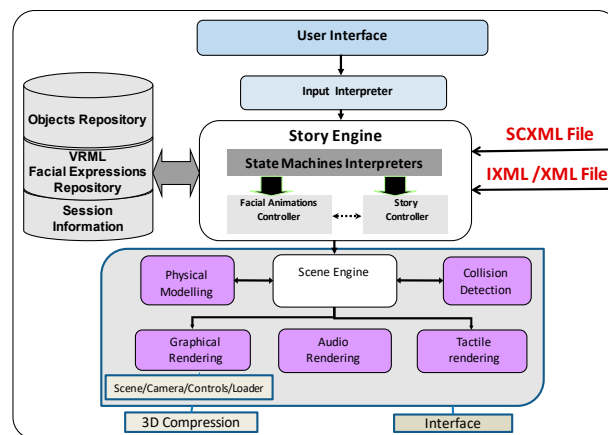 User Interface
Input Interpreter
Objects Repository
VRML
Facial Expressions
Repository
Session
Information
Story Engine
State Machines Interpreters
Facial Animations
Controller
Story
Controller
SCXML File
IXML /XML File
Physical
Modelling
Scene Engine
Collision
Detection
Graphical
Rendering
Audio
Rendering
Tactile
rendering
Scene/Camera/Controls/Loader
3D Compression
Interface